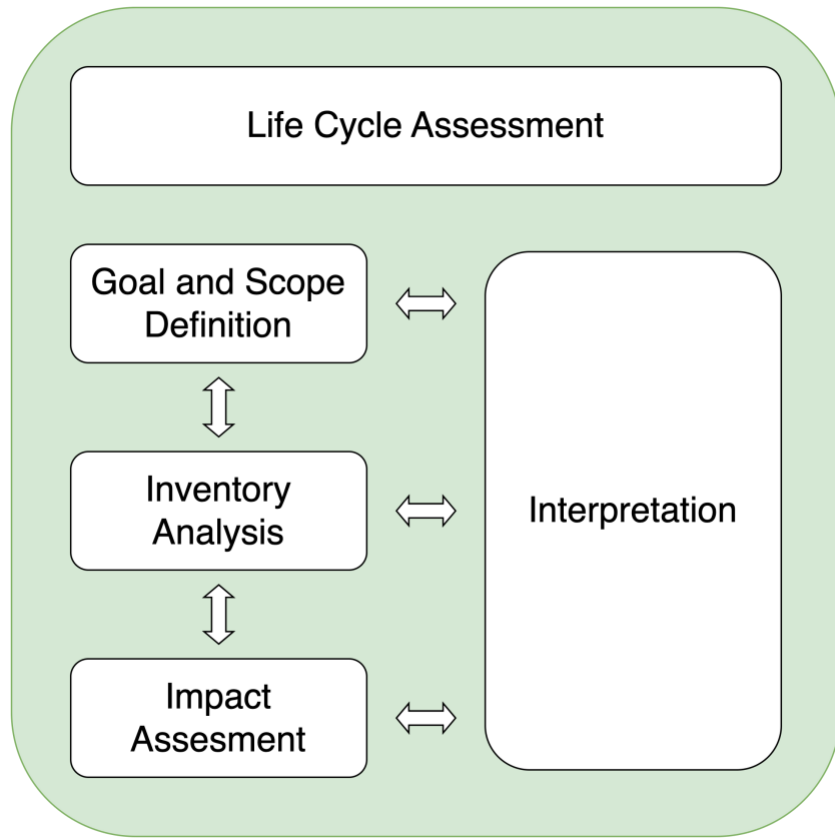 Life Cycle Assessment
Goal and Scope
Definition
Inventory
Analysis
Interpretation
Impact
Assesment